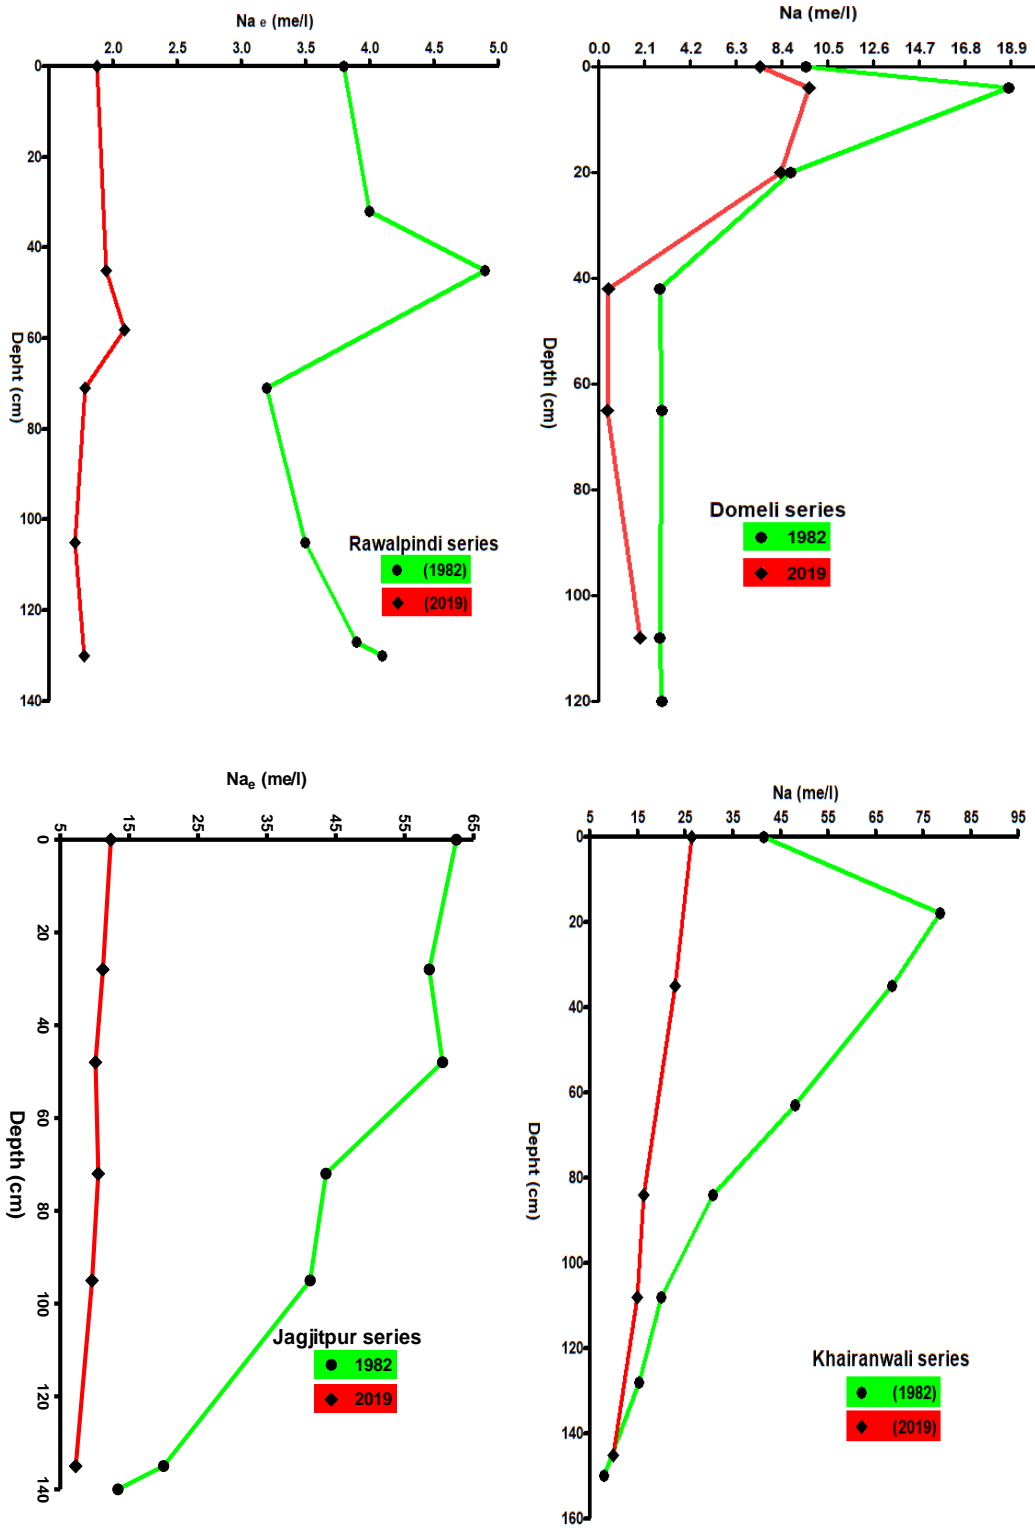 Na e (me/l)
2.0 2.5 3.0 3.5 4.0 4.5 5.0
0
20
40
60
80
100
120
140
Depht (cm)
Rawalpindi series
(1982)
(2019)
Na (me/l)
0.0 2.1 4.2 6.3 8.4 10.5 12.6 14.7 16.8 18.9
0
20
40
60
80
100
120
Depth (cm)
Domeli series
1982
2019
Nae (me/l)
5 15 25 35 45 55 65
0
20
40
60
80
100
120
140
Depth (cm)
Jagjitpur series
1982
2019
Na (me/l)
5 15 25 35 45 55 65 75 85 95
0
20
40
60
80
100
120
140
160
Depht (cm)
Khairanwali series
(1982)
(2019)